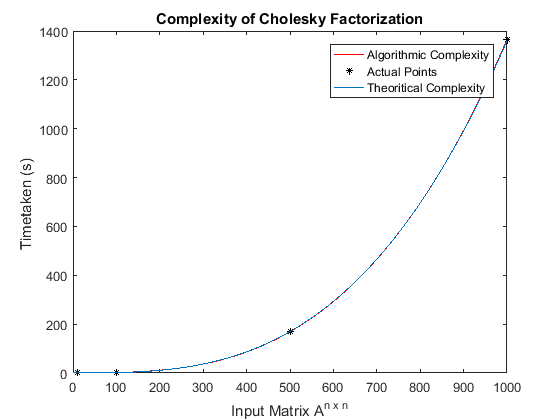 Complexity of Cholesky Factorization
1400
1200
1000
800
600
400
200
0
Timetaken (s)
Algorithmic Complexity
Actual Points
Theoritical Complexity
0 100 200 300 400 500 600 700 800 900 1000
Input Matrix A^n x n